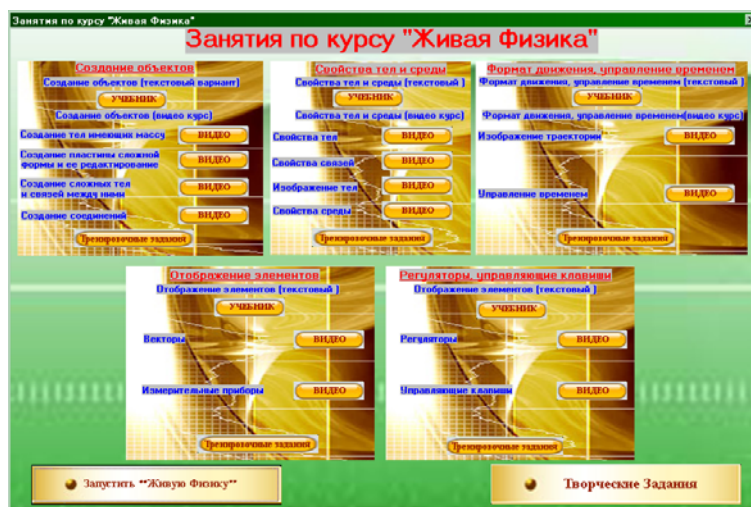 Занятия по курсу "Живая Физика"
Занятия по курсу "Живая Физика"
Создание объектов
Создание объектов (текстовый вариант)
УЧЕБНИК
Создание объектов (видео курс)
Создание тел имеющих массу
ВИДЕО
Создание пластины сложной
формы и ее редактирование
ВИДЕО
Создание сложных тел
и связей между ними
ВИДЕО
Создание соединений
ВИДЕО
Тренировочные задания
Свойства тел и среды
Свойства тел и среды (текстовый )
УЧЕБНИК
Свойства тел и среды (видео курс)
Свойства тел
ВИДЕО
Свойства связей
ВИДЕО
Изображение тел
ВИДЕО
Свойства среды
ВИДЕО
Тренировочные задания
Формат движения, управление временем
Формат движения, управление временем (текстовый )
УЧЕБНИК
Формат движения, управление временем(видео курс)
Изображение траектории
ВИДЕО
Управление временем
ВИДЕО
Тренировочные задания
Отображение элементов
Отображение элементов (текстовый )
УЧЕБНИК
Векторы
ВИДЕО
Измерительные приборы
ВИДЕО
Тренировочные задания
Регуляторы, управляющие клавиши
Отображение элементов (текстовый )
УЧЕБНИК
Регуляторы
ВИДЕО
Управляющие клавиши
ВИДЕО
Тренировочные задания
Запустить "Живую Физику"
Творческие Задания